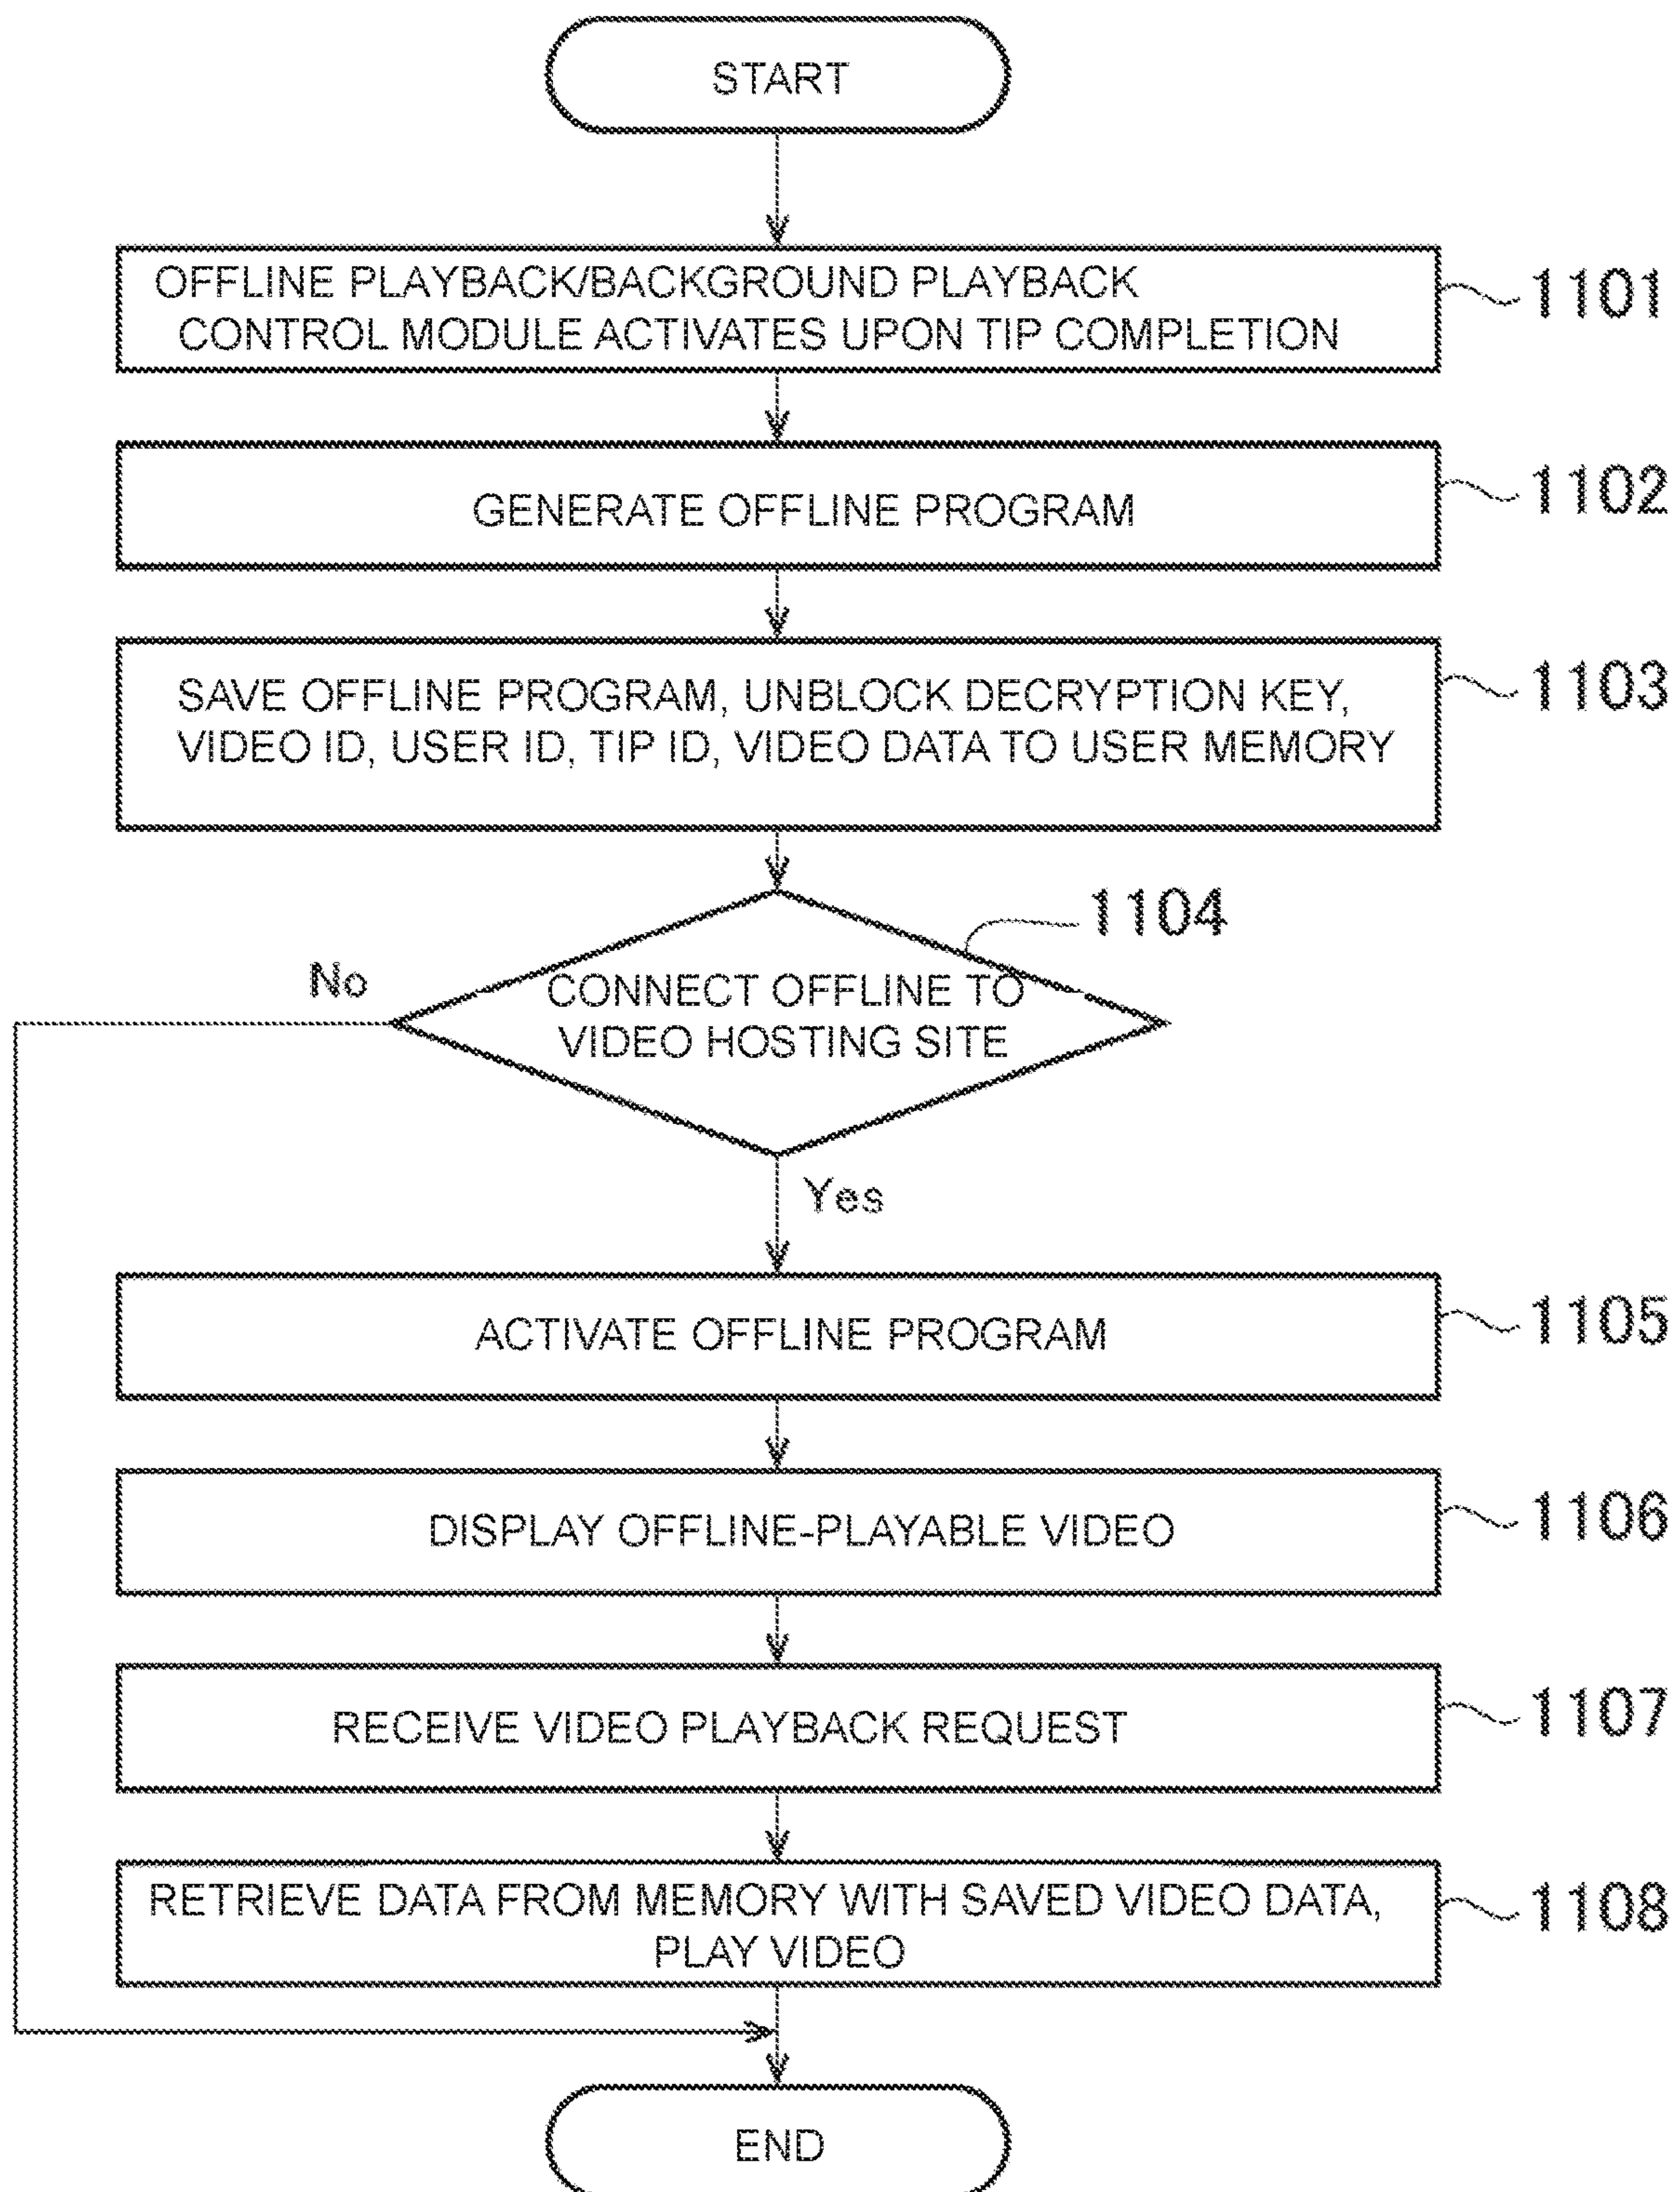 START
OFFLINE PLAYBACK/BACKGROUND PLAYBACK
CONTROL MODULE ACTIVATES UPON TIP COMPLETION
1101
GENERATE OFFLINE PROGRAM
1102
SAVE OFFLINE PROGRAM, UNBLOCK DECRYPTION KEY,
VIDEO ID, USER ID, TIP ID, VIDEO DATA TO USER MEMORY
1103
1104
No
CONNECT OFFLINE TO
VIDEO HOSTING SITE
Yes
ACTIVATE OFFLINE PROGRAM
1105
DISPLAY OFFLINE-PLAYABLE VIDEO
1106
RECEIVE VIDEO PLAYBACK REQUEST
1107
RETRIEVE DATA FROM MEMORY WITH SAVED VIDEO DATA,
PLAY VIDEO
1108
END